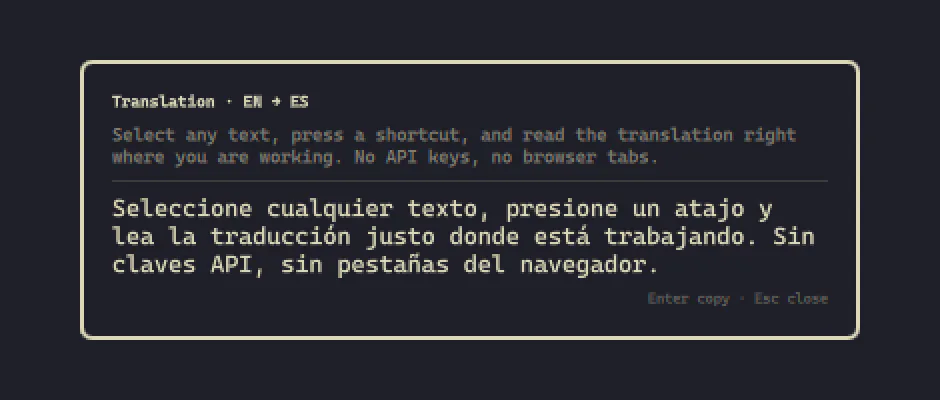 Translation · EN → ES
Select any text, press a shortcut, and read the translation right
where you are working. No API keys, no browser tabs.
Seleccione cualquier texto, presione un atajo y
lea la traducción justo donde está trabajando. Sin
claves API, sin pestañas del navegador.
Enter copy · Esc close